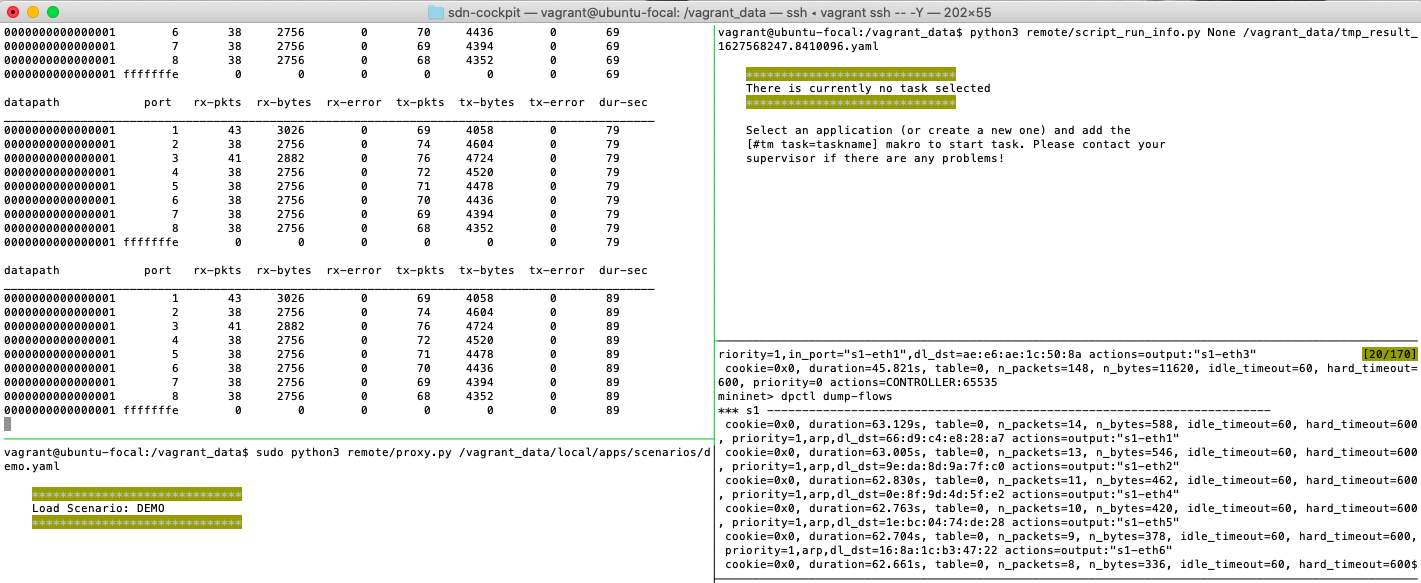 sdn-cockpit — vagrant@ubuntu-focal: /vagrant_data — ssh ◂ vagrant ssh -- -Y — 202×55
0000000000000001 6 38 2756 0 70 4436 0 69
0000000000000001 7 38 2756 0 69 4394 0 69
0000000000000001 8 38 2756 0 68 4352 0 69
0000000000000001 fffffffe 0 0 0 0 0 0 69
datapath port rx-pkts rx-bytes rx-error tx-pkts tx-bytes tx-error dur-sec
0000000000000001 1 43 3026 0 69 4058 0 79
0000000000000001 2 38 2756 0 74 4604 0 79
0000000000000001 3 41 2882 0 76 4724 0 79
0000000000000001 4 38 2756 0 72 4520 0 79
0000000000000001 5 38 2756 0 71 4478 0 79
0000000000000001 6 38 2756 0 70 4436 0 79
0000000000000001 7 38 2756 0 69 4394 0 79
0000000000000001 8 38 2756 0 68 4352 0 79
0000000000000001 fffffffe 0 0 0 0 0 0 79
datapath port rx-pkts rx-bytes rx-error tx-pkts tx-bytes tx-error dur-sec
0000000000000001 1 43 3026 0 69 4058 0 89
0000000000000001 2 38 2756 0 74 4604 0 89
0000000000000001 3 41 2882 0 76 4724 0 89
0000000000000001 4 38 2756 0 72 4520 0 89
0000000000000001 5 38 2756 0 71 4478 0 89
0000000000000001 6 38 2756 0 70 4436 0 89
0000000000000001 7 38 2756 0 69 4394 0 89
0000000000000001 8 38 2756 0 68 4352 0 89
0000000000000001 fffffffe 0 0 0 0 0 0 89
vagrant@ubuntu-focal:/vagrant_data$ sudo python3 remote/proxy.py /vagrant_data/local/apps/scenarios/d
emo.yaml
******************************
Load Scenario: DEMO
******************************
vagrant@ubuntu-focal:/vagrant_data$ python3 remote/script_run_info.py None /vagrant_data/tmp_result_
1627568247.8410096.yaml
******************************
There is currently no task selected
******************************
Select an application (or create a new one) and add the
[#tm task=taskname] makro to start task. Please contact your
supervisor if there are any problems!
riority=1,in_port="s1-eth1",dl_dst=ae:e6:ae:1c:50:8a actions=output:"s1-eth3" [20/170]
cookie=0x0, duration=45.821s, table=0, n_packets=148, n_bytes=11620, idle_timeout=60, hard_timeout=
600, priority=0 actions=CONTROLLER:65535
mininet> dpctl dump-flows
*** s1 ------------------------------------------------------------------------
cookie=0x0, duration=63.129s, table=0, n_packets=14, n_bytes=588, idle_timeout=60, hard_timeout=600
, priority=1,arp,dl_dst=66:d9:c4:e8:28:a7 actions=output:"s1-eth1"
cookie=0x0, duration=63.005s, table=0, n_packets=13, n_bytes=546, idle_timeout=60, hard_timeout=600
, priority=1,arp,dl_dst=9e:da:8d:9a:7f:c0 actions=output:"s1-eth2"
cookie=0x0, duration=62.830s, table=0, n_packets=11, n_bytes=462, idle_timeout=60, hard_timeout=600
, priority=1,arp,dl_dst=0e:8f:9d:4d:5f:e2 actions=output:"s1-eth4"
cookie=0x0, duration=62.763s, table=0, n_packets=10, n_bytes=420, idle_timeout=60, hard_timeout=600
, priority=1,arp,dl_dst=1e:bc:04:74:de:28 actions=output:"s1-eth5"
cookie=0x0, duration=62.704s, table=0, n_packets=9, n_bytes=378, idle_timeout=60, hard_timeout=600,
priority=1,arp,dl_dst=16:8a:1c:b3:47:22 actions=output:"s1-eth6"
cookie=0x0, duration=62.661s, table=0, n_packets=8, n_bytes=336, idle_timeout=60, hard_timeout=600$